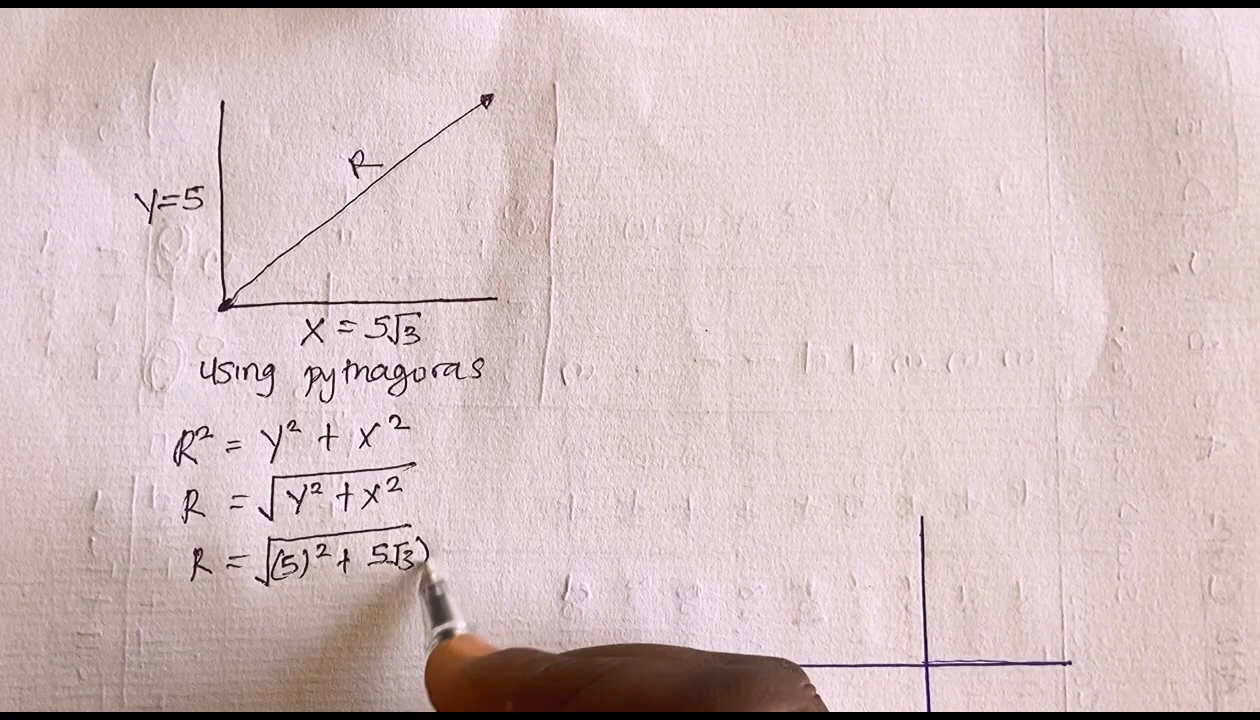 R
Y=5
X = 5√3
using pythagoras
R² = Y² + X²
R = √Y² + X²
R = √(5)² + 5√3)